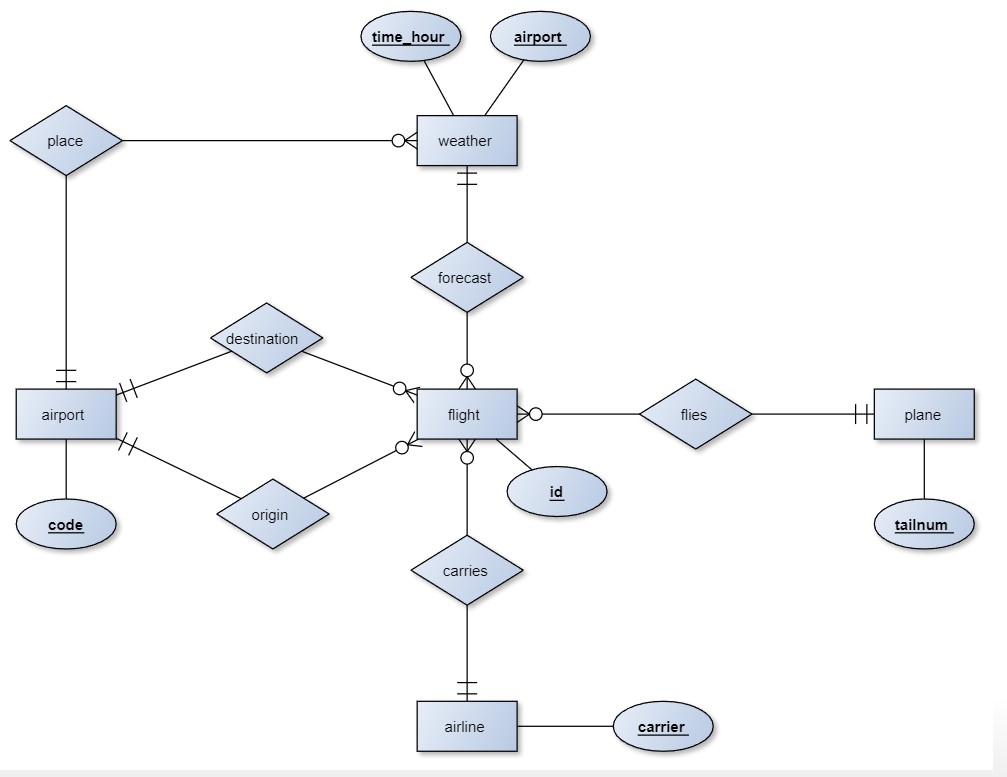 time_hour
airport
place
weather
forecast
destination
airport
flight
flies
plane
id
origin
code
tailnum
carries
airline
carrier